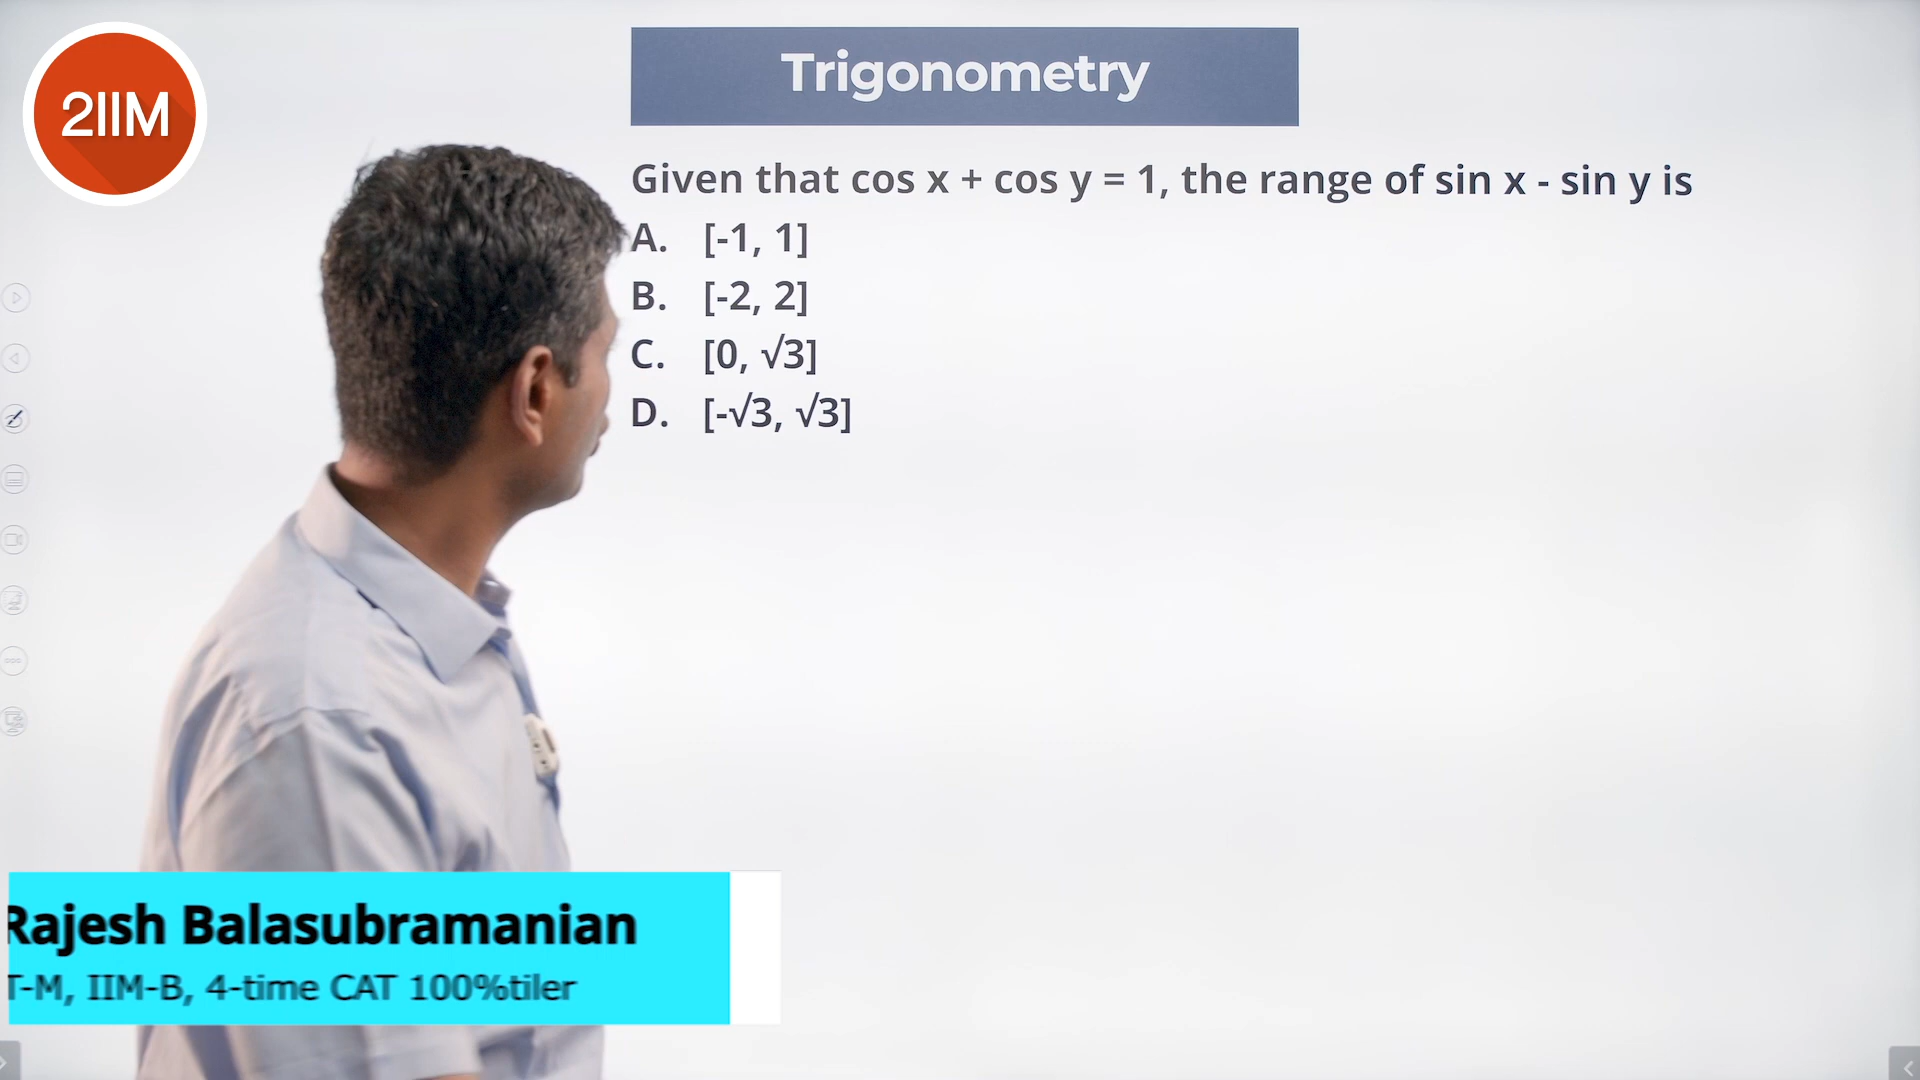 2IIM
Trigonometry
Given that cos x + cos y = 1, the range of sin x - sin y is
A. [-1, 1]
B. [-2, 2]
C. [0, √3]
D. [-√3, √3]
Rajesh Balasubramanian
T-M, IIM-B, 4-time CAT 100%tiler